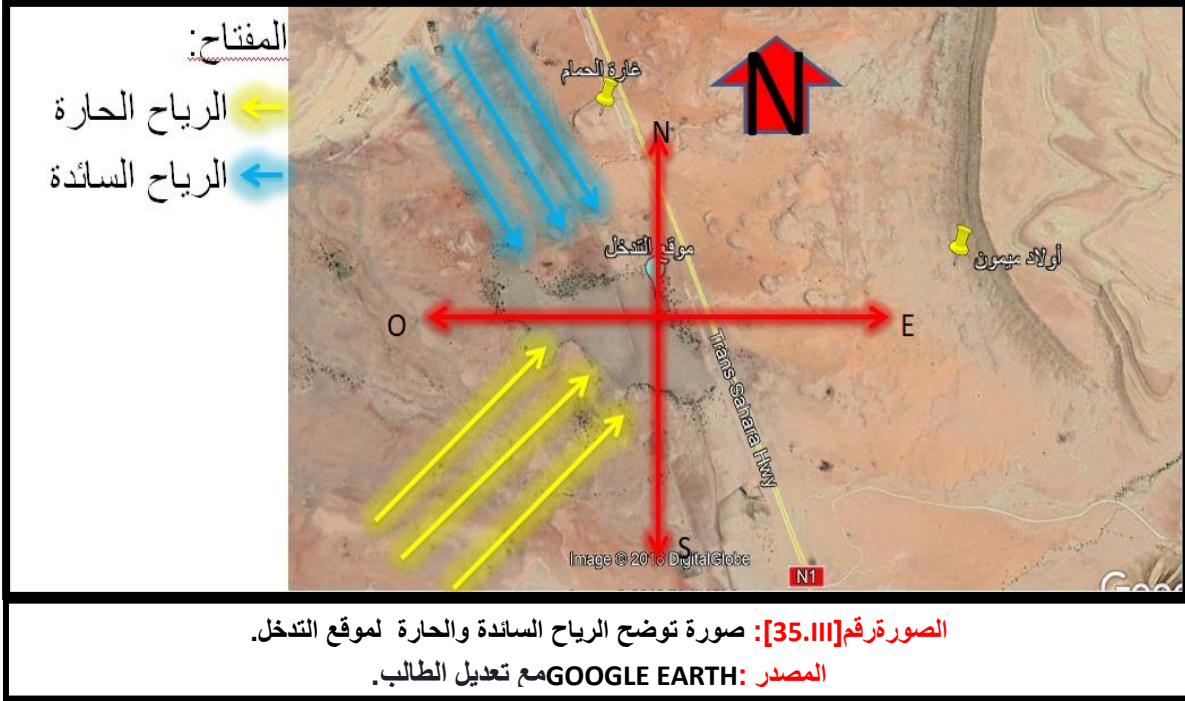 المفتاح:
الرياح الحارة
الرياح السائدة
غارة الحمام
N
N
موقع التدخل
أولاد ميمون
O
E
Trans-Sahara Hwy
S
Image © 2018 DigitalGlobe
N1
الصورةرقم[35.III]: صورة توضح الرياح السائدة والحارة لموقع التدخل.
المصدر :GOOGLE EARTHمع تعديل الطالب.